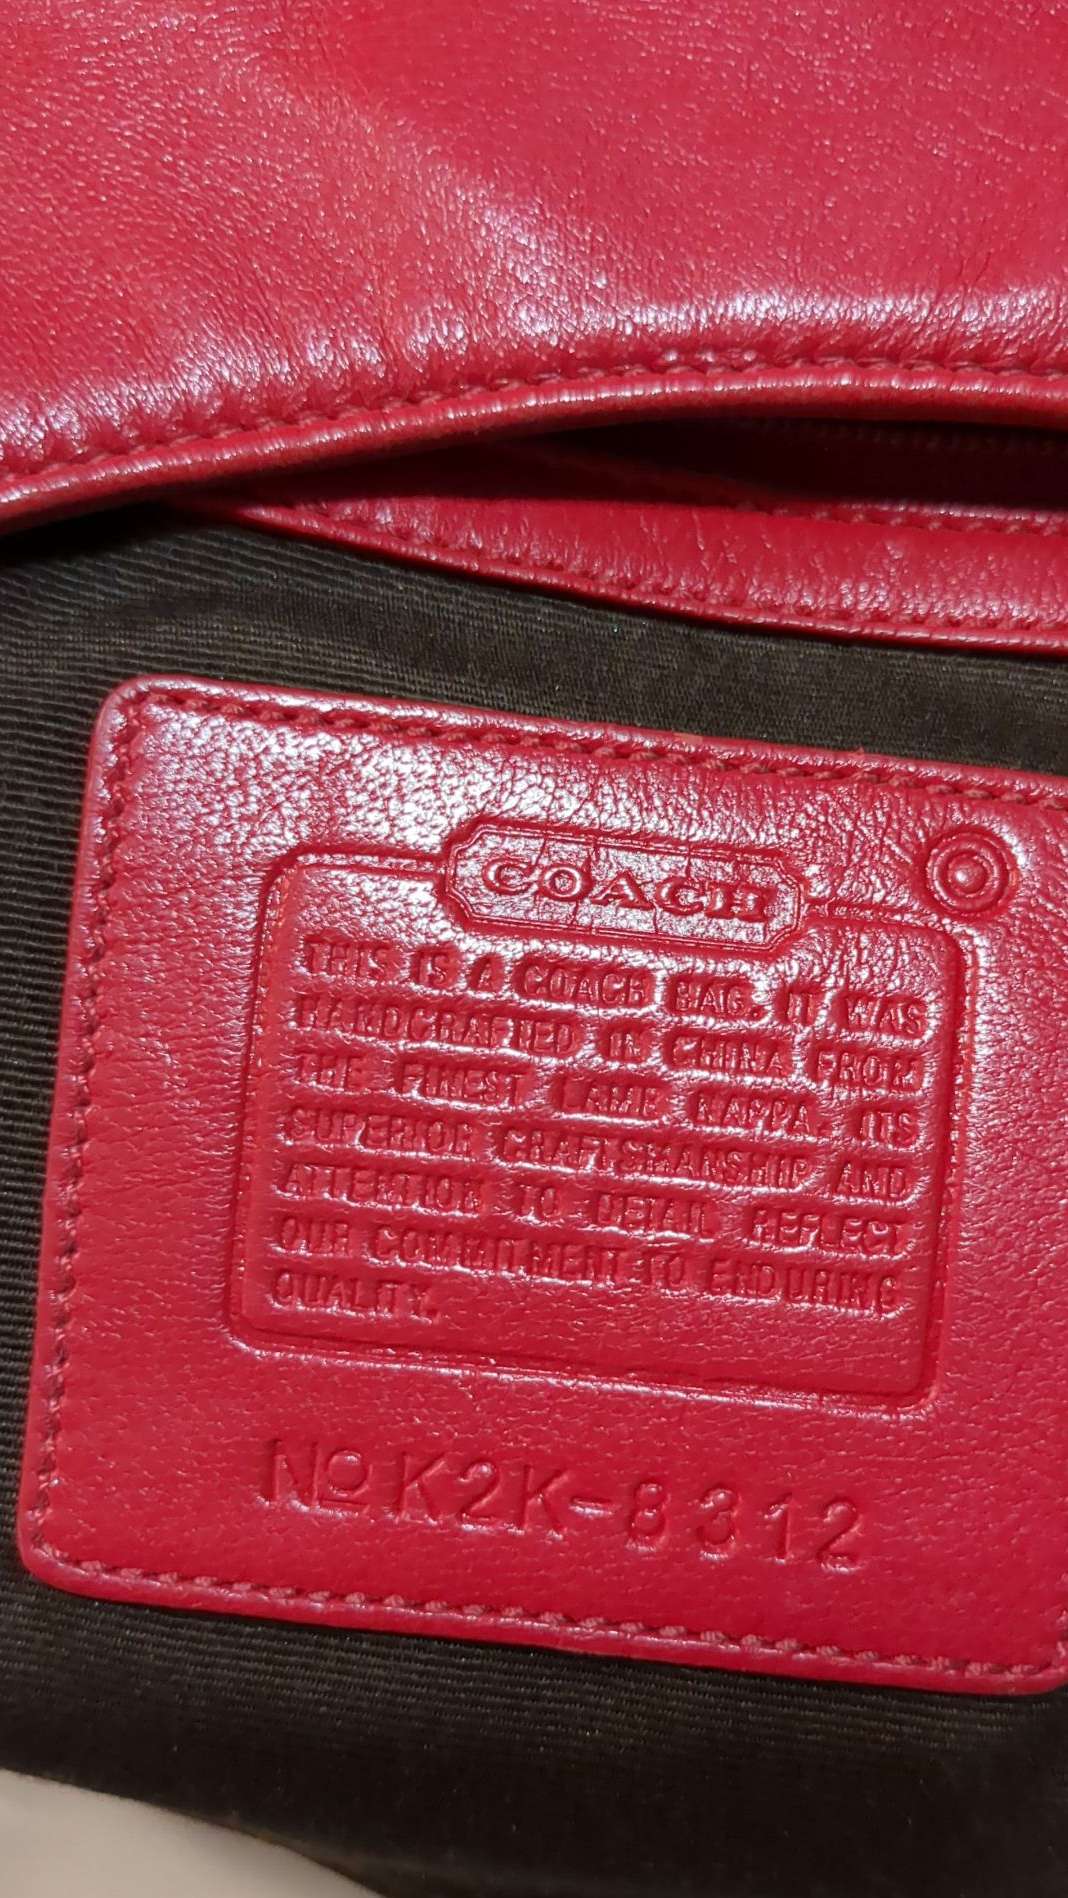 COACH
THIS IS A COACH BAG. IT WAS
HANDCRAFTED IN CHINA FROM
THE FINEST LAMB NAPPA. ITS
SUPERIOR CRAFTSMANSHIP AND
ATTENTION TO DETAIL REFLECT
OUR COMMITMENT TO ENDURING
QUALITY.
Nº K2K-8312